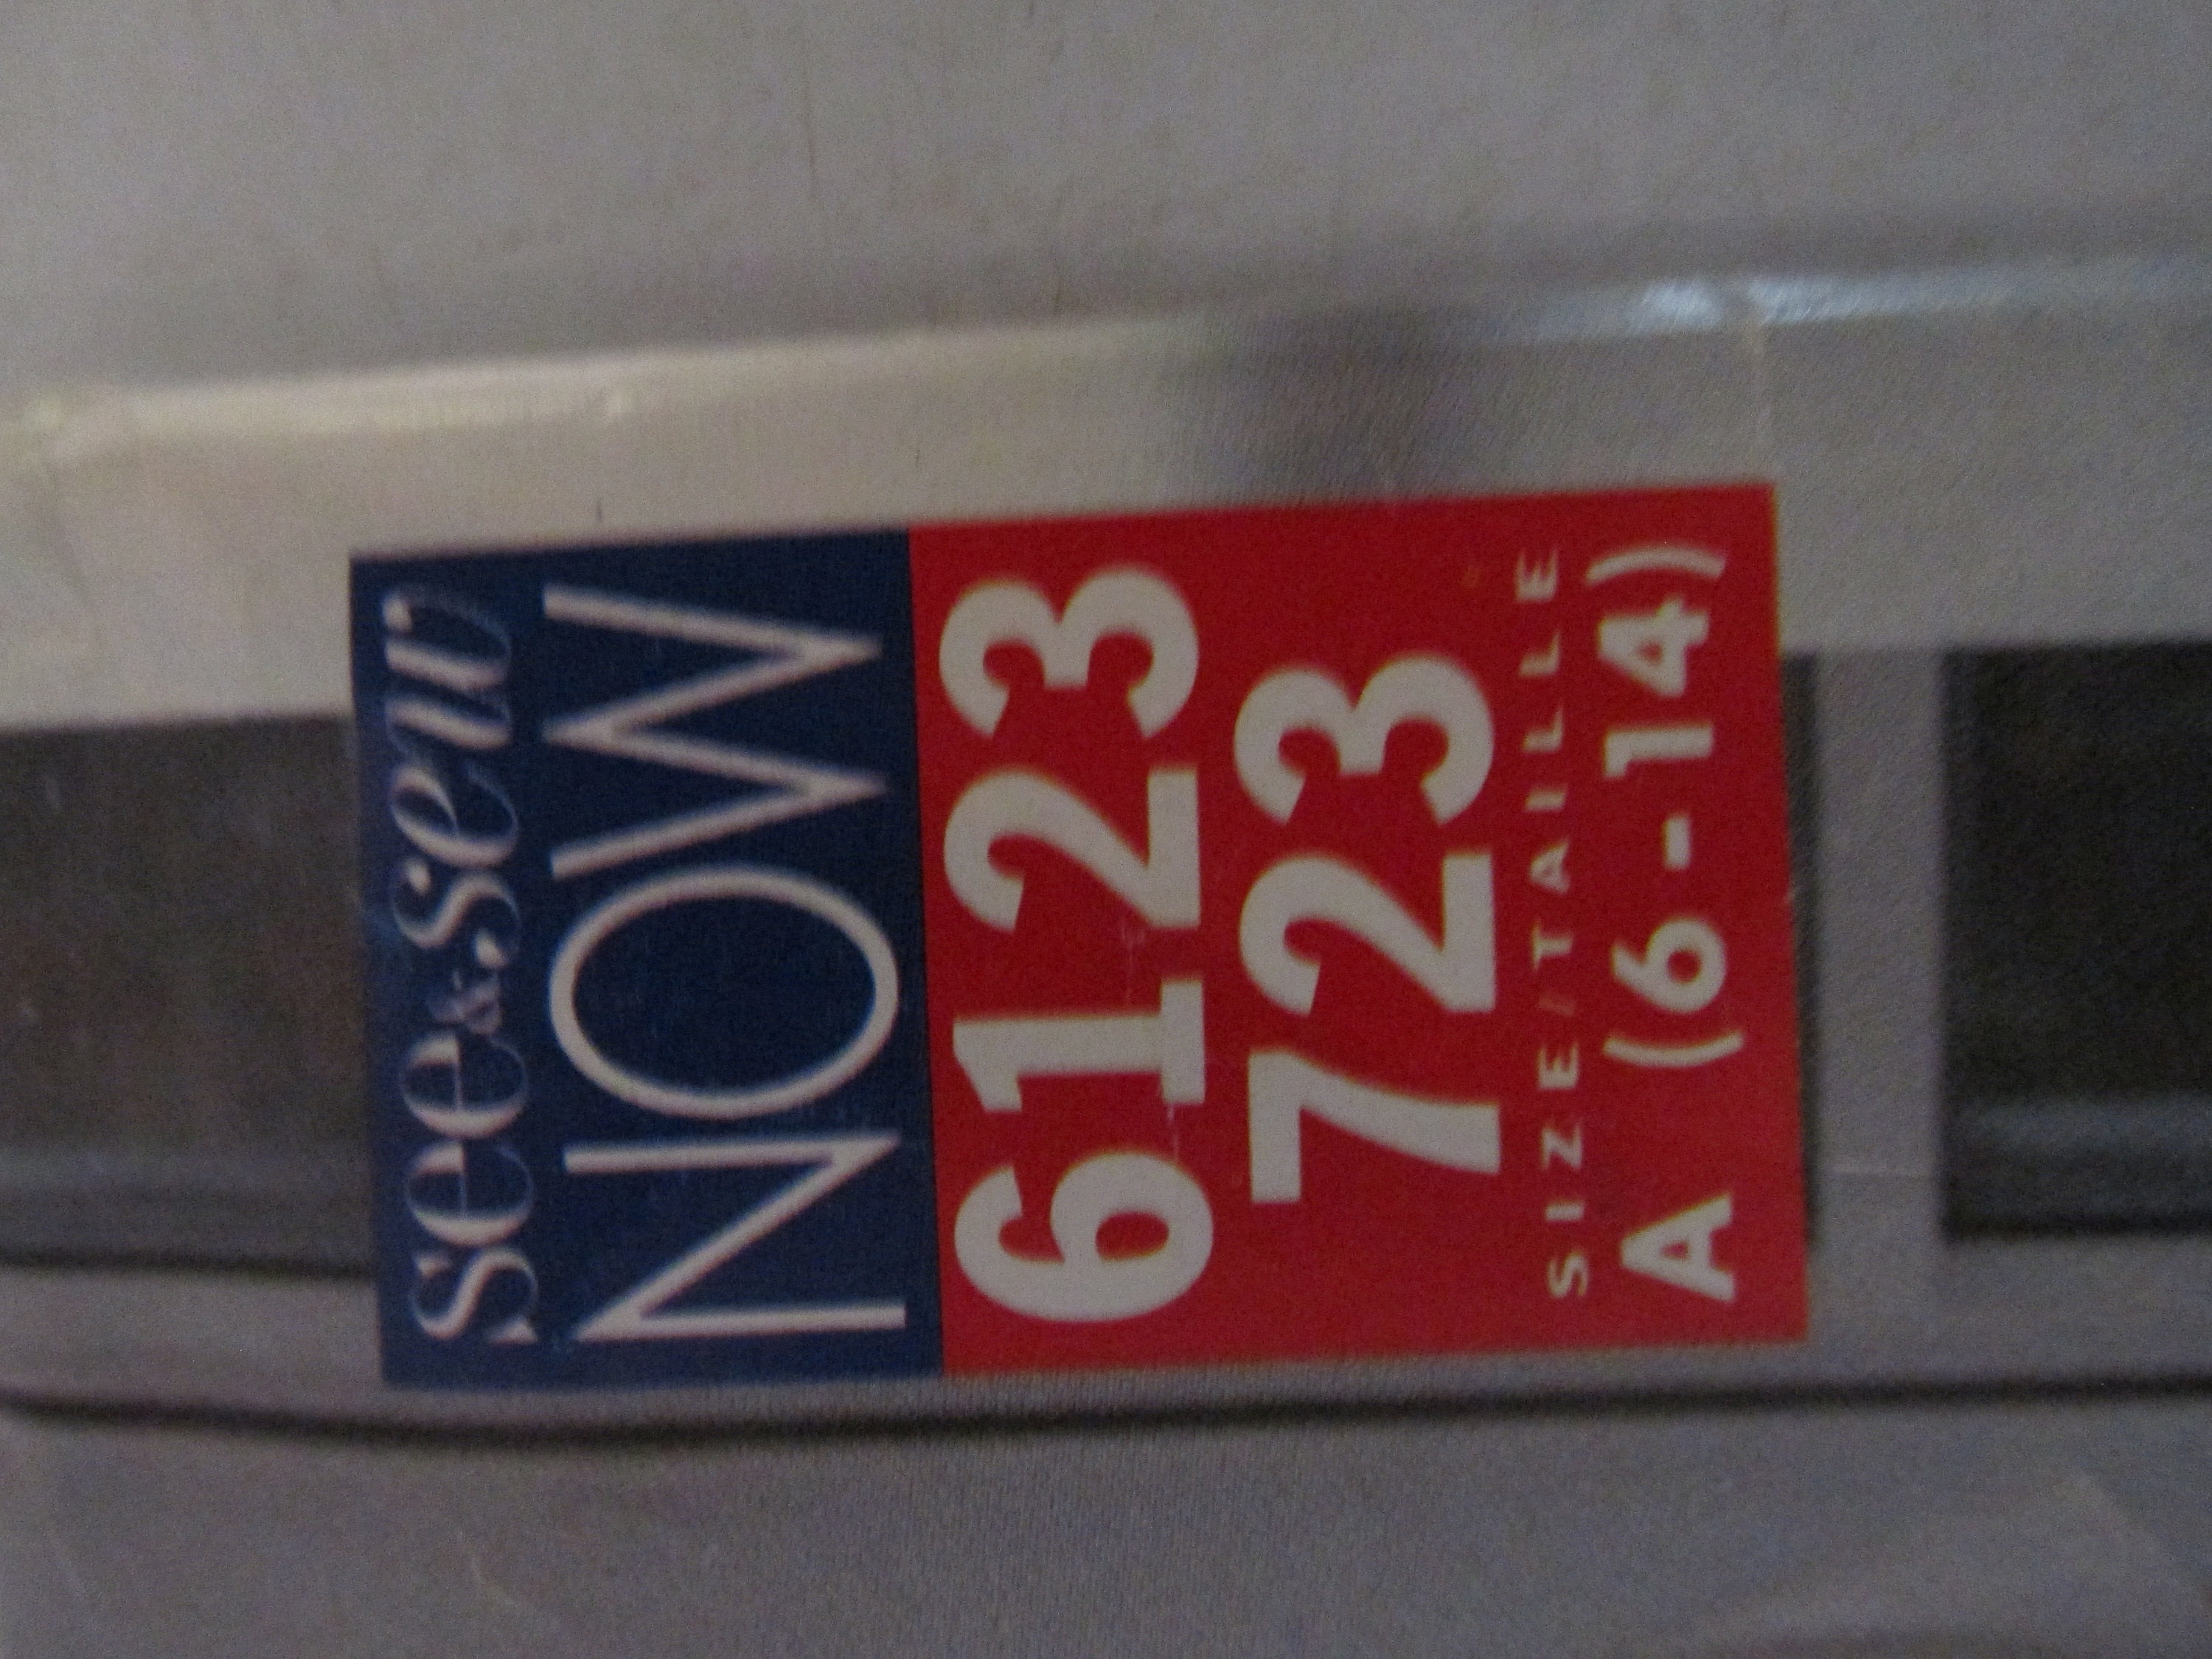 see & sew
NOW
6123
723
SIZE/TAILLE
A (6-14)